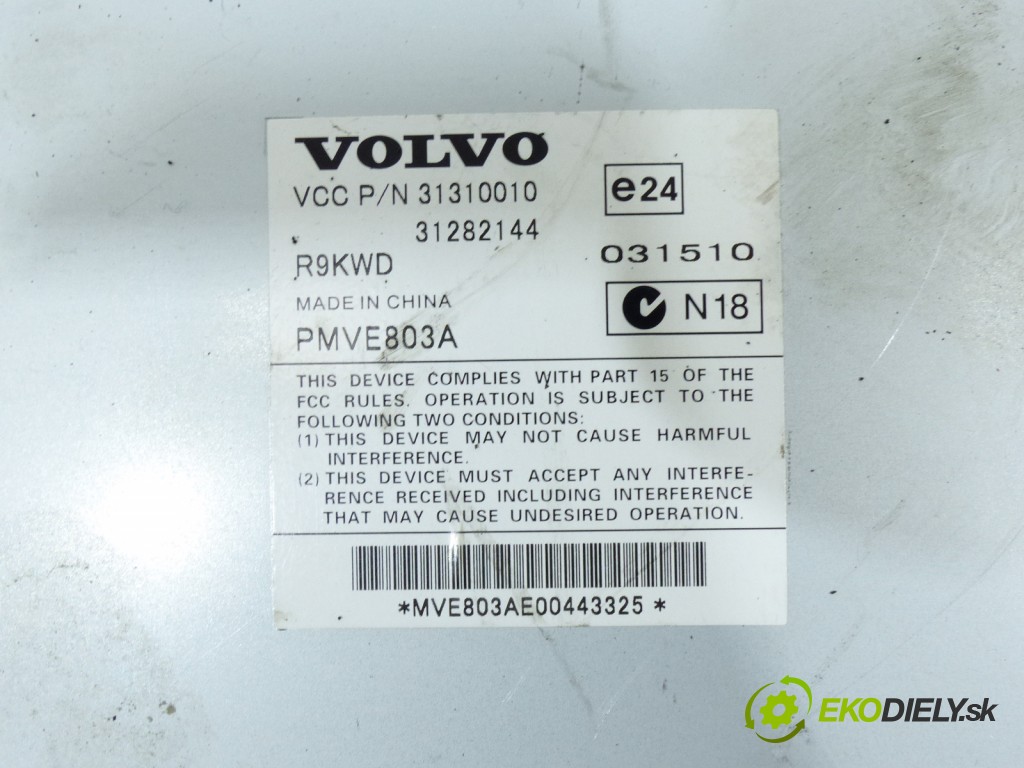 VOLVO
VCC P/N 31310010
31282144
R9KWD
MADE IN CHINA
PMVE803A
e24
031510
N18
THIS DEVICE COMPLIES WITH PART 15 OF THE
FCC RULES. OPERATION IS SUBJECT TO THE
FOLLOWING TWO CONDITIONS:
(1) THIS DEVICE MAY NOT CAUSE HARMFUL
INTERFERENCE.
(2) THIS DEVICE MUST ACCEPT ANY INTERFE-
RENCE RECEIVED INCLUDING INTERFERENCE
THAT MAY CAUSE UNDESIRED OPERATION.
*MVE803AE00443325*
EKODIELY.sk